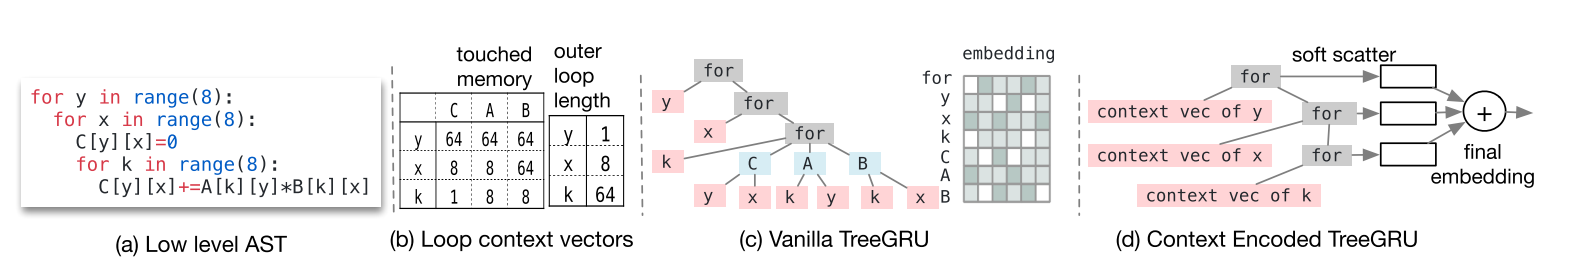 for y in range(8):
for x in range(8):
C[y][x]=0
for k in range(8):
C[y][x]+=A[k][y]*B[k][x]
(a) Low level AST
touched
memory
C A B
y 64 64 64
x 8 8 64
k 1 8 8
outer
loop
length
y 1
x 8
k 64
(b) Loop context vectors
for
y
for
x
for
k
C A B
y x k y k x
embedding
for
y
x
k
C
A
B
(c) Vanilla TreeGRU
soft scatter
for
context vec of y
for
context vec of x
for
context vec of k
+
final
embedding
(d) Context Encoded TreeGRU